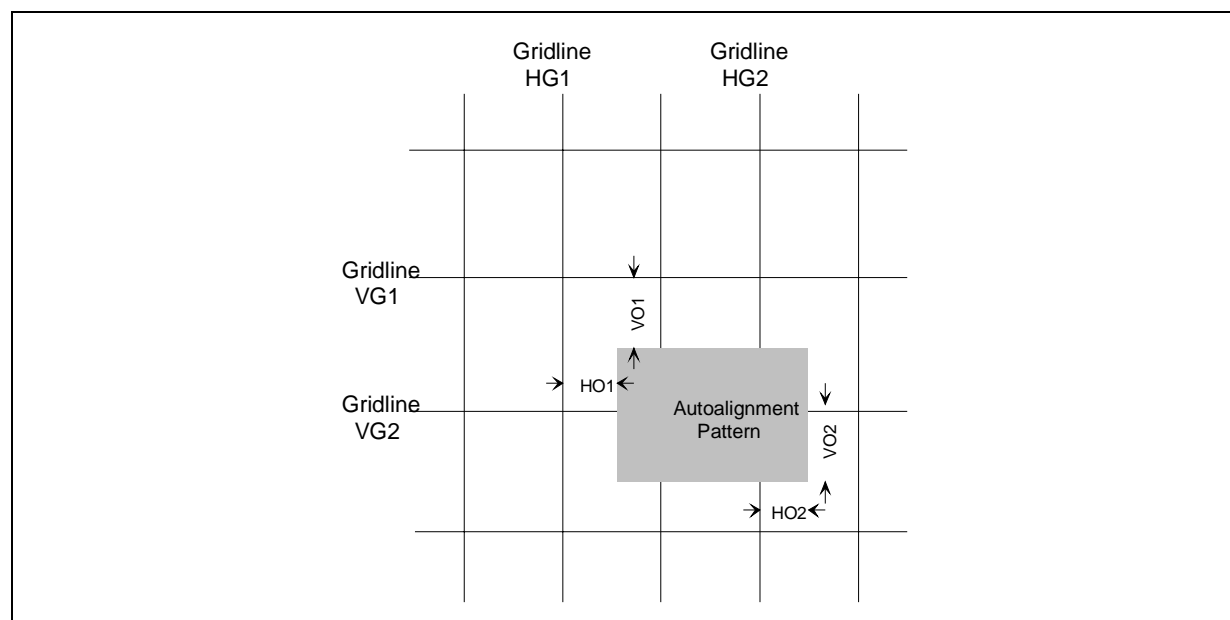 Gridline
HG1
Gridline
HG2
Gridline
VG1
VO1
HO1
Gridline
VG2
Autoalignment
Pattern
VO2
HO2